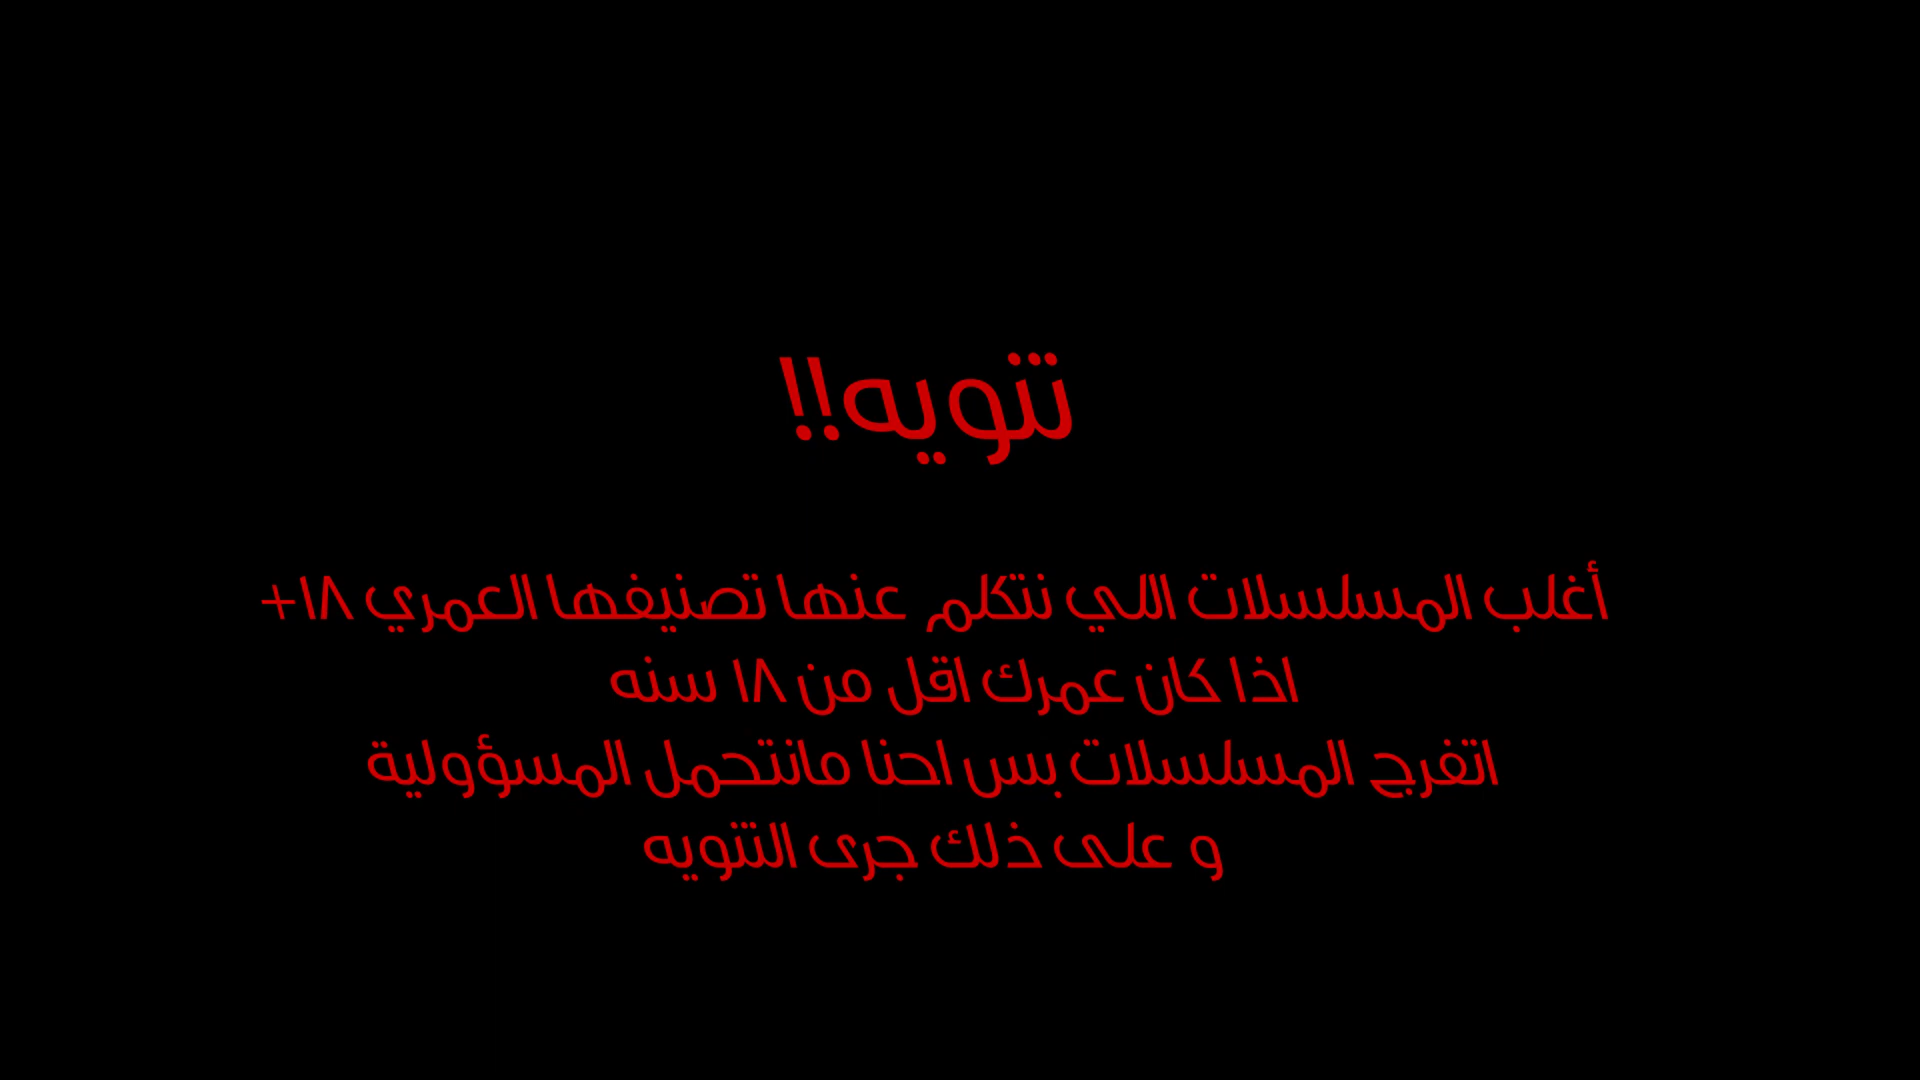 تنويه!!
أغلب المسلسلات اللي نتكلم عنها تصنيفها العمري ١٨+
اذا كان عمرك اقل من ١٨ سنه
اتفرج المسلسلات بس احنا مانتحمل المسؤولية
و على ذلك جرى التنويه